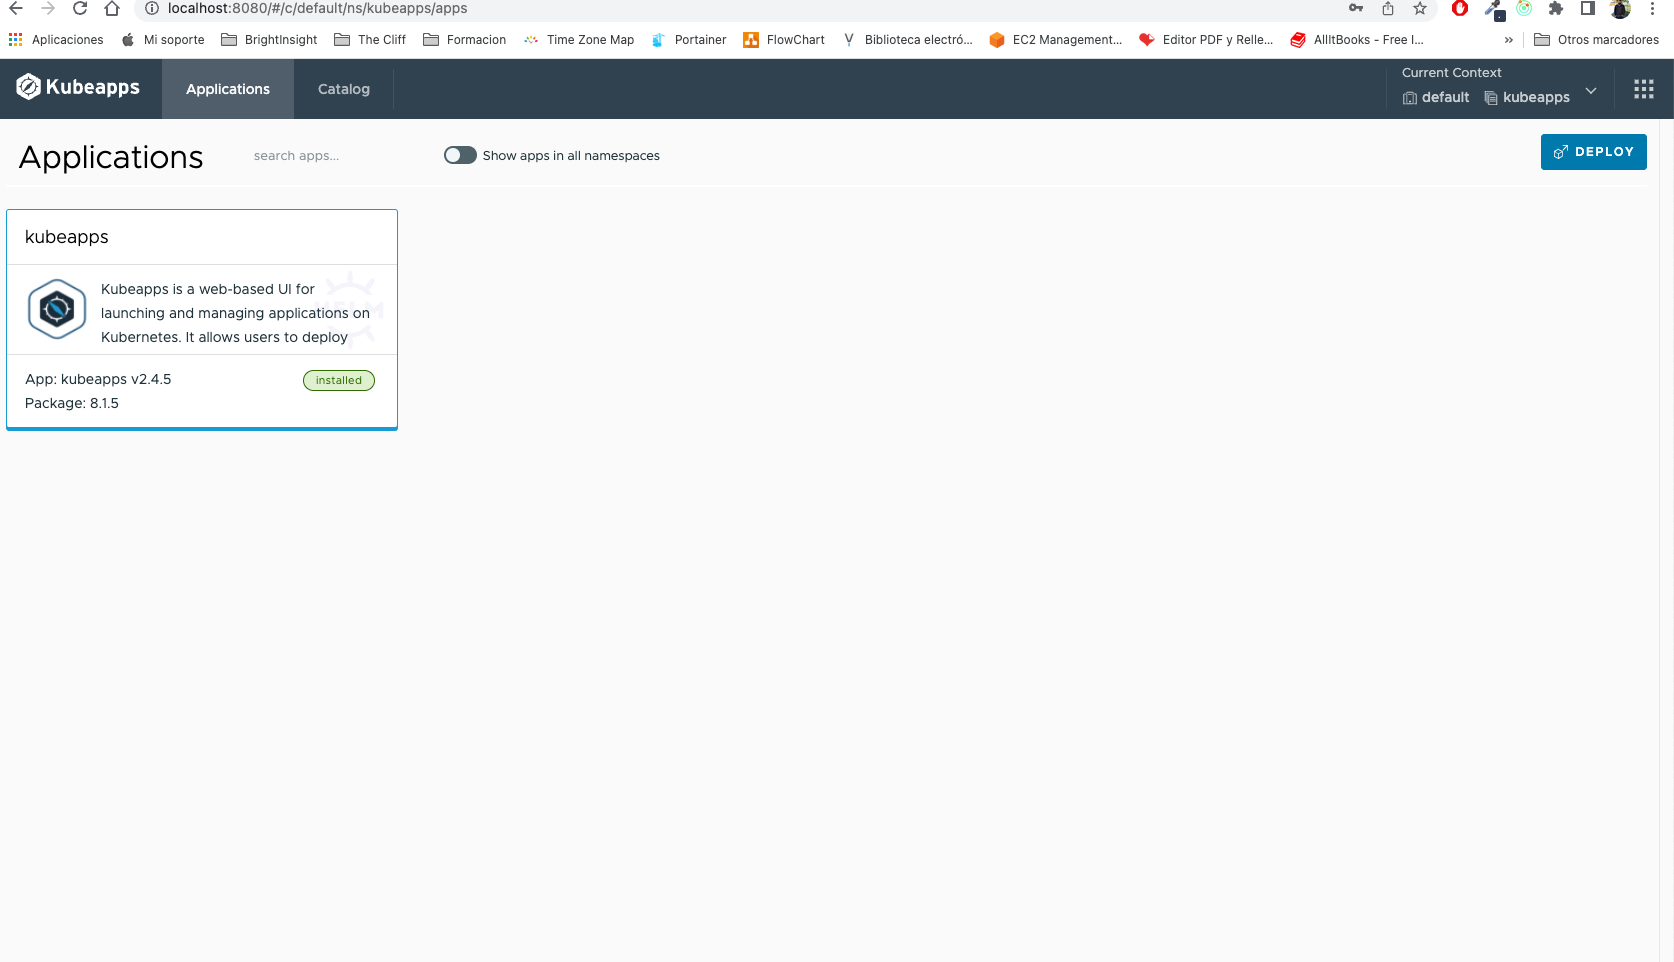 localhost:8080/#/c/default/ns/kubeapps/apps
Aplicaciones Mi soporte BrightInsight The Cliff Formacion Time Zone Map Portainer FlowChart Biblioteca electró... EC2 Management... Editor PDF y Relle... AllItBooks - Free I... » Otros marcadores
Kubeapps Applications Catalog
Current Context
default kubeapps
Applications search apps... Show apps in all namespaces DEPLOY
kubeapps
HELM
Kubeapps is a web-based UI for
launching and managing applications on
Kubernetes. It allows users to deploy
App: kubeapps v2.4.5 installed
Package: 8.1.5